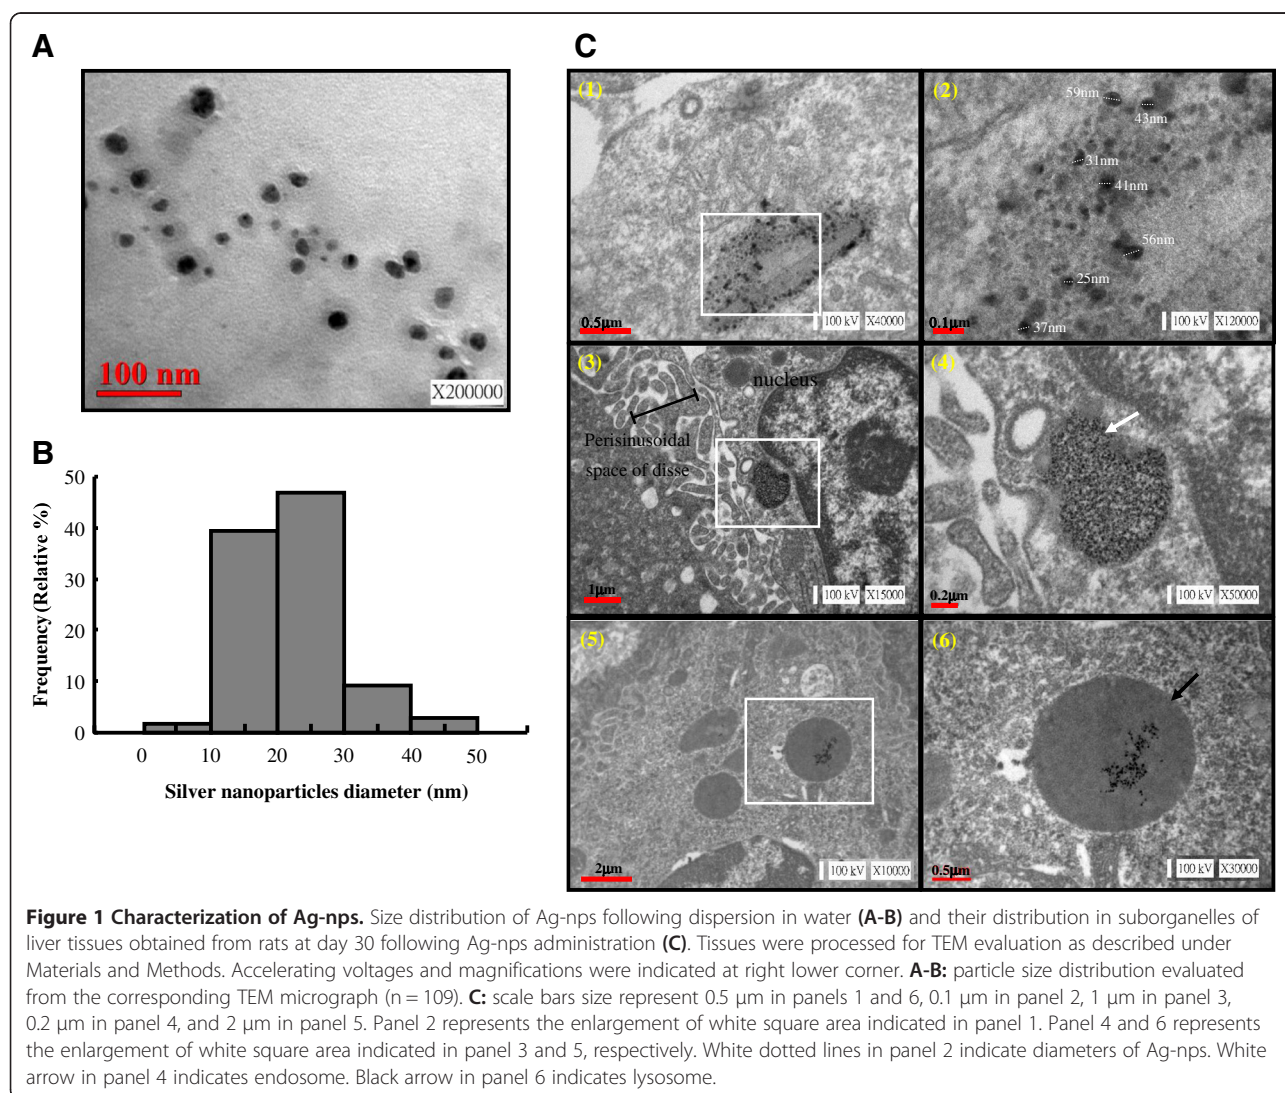 A
X200000
100 nm
B
50
40
30
20
10
0
Frequency (Relative %)
0 10 20 30 40 50
Silver nanoparticles diameter (nm)
C
(1)
0.5µm
100 kV X40000
(2)
59nm
43nm
31nm
41nm
56nm
25nm
37nm
0.1µm
100 kV X120000
(3)
nucleus
Perisinusoidal
space of disse
1µm
100 kV X15000
(4)
0.2µm
100 kV X50000
(5)
2µm
100 kV X10000
(6)
0.5µm
100 kV X30000
Figure 1 Characterization of Ag-nps. Size distribution of Ag-nps following dispersion in water (A-B) and their distribution in suborganelles of
liver tissues obtained from rats at day 30 following Ag-nps administration (C). Tissues were processed for TEM evaluation as described under
Materials and Methods. Accelerating voltages and magnifications were indicated at right lower corner. A-B: particle size distribution evaluated
from the corresponding TEM micrograph (n = 109). C: scale bars size represent 0.5 µm in panels 1 and 6, 0.1 µm in panel 2, 1 µm in panel 3,
0.2 µm in panel 4, and 2 µm in panel 5. Panel 2 represents the enlargement of white square area indicated in panel 1. Panel 4 and 6 represents
the enlargement of white square area indicated in panel 3 and 5, respectively. White dotted lines in panel 2 indicate diameters of Ag-nps. White
arrow in panel 4 indicates endosome. Black arrow in panel 6 indicates lysosome.